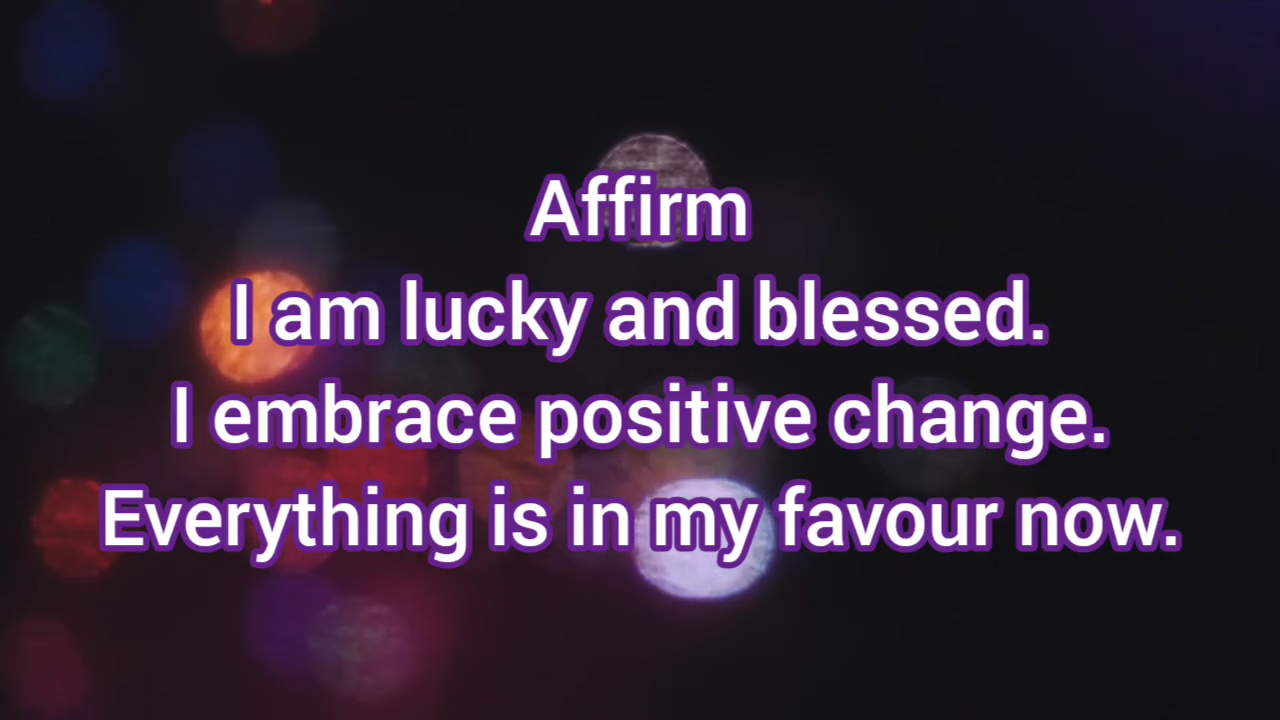 Affirm
I am lucky and blessed.
I embrace positive change.
Everything is in my favour now.